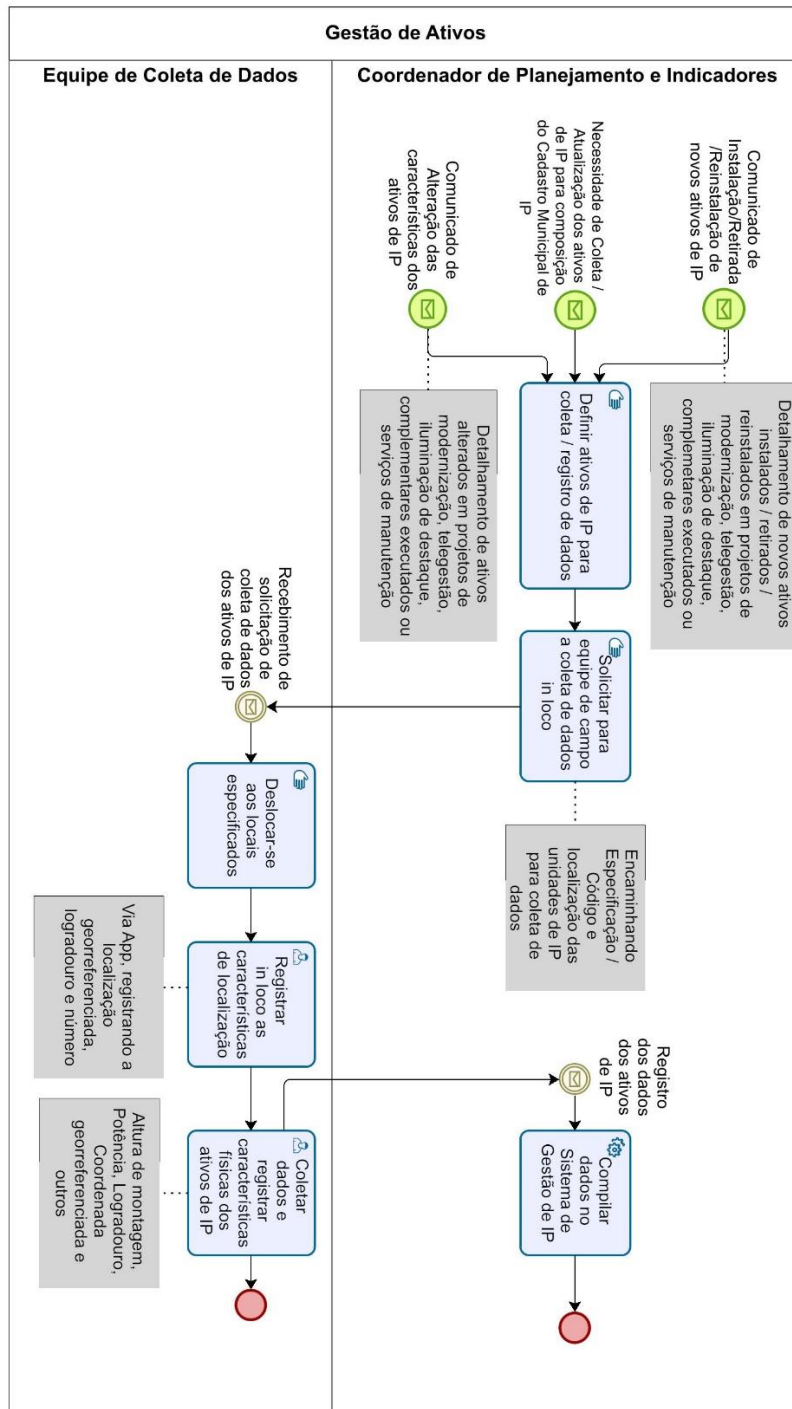 Gestão de Ativos
Equipe de Coleta de Dados
Coordenador de Planejamento e Indicadores
Comunicado de
Instalação/Retirada
/Reinstalação de
novos ativos de IP
Necessidade de Coleta /
Atualização dos ativos
de IP para composição
do Cadastro Municipal de
IP
Comunicado de
Alteração das
características dos
ativos de IP
Detalhamento de novos ativos
instalados / retirados /
reinstalados em projetos de
modernização, telegestão,
iluminação de destaque,
complemetares executados ou
serviços de manutenção
Definir ativos de IP para
coleta / registro de dados
Detalhamento de ativos
alterados em projetos de
modernização, telegestão,
iluminação de destaque,
complementares executados ou
serviços de manutenção
Solicitar para
equipe de campo
a coleta de dados
in loco
Encaminhando
Especificação /
Código e
localização das
unidades de IP
para coleta de
dados
Recebimento de
solicitação de
coleta de dados
dos ativos de IP
Deslocar-se
aos locais
especificados
Registrar
in loco as
características
de localização
Via App, registrando a
localização
georreferenciada,
logradouro e número
Coletar
dados e
registrar
características
físicas dos
ativos de IP
Altura de montagem,
Potência, Logradouro,
Coordenada
georreferenciada e
outros
Registro
dos dados
dos ativos
de IP
Compilar
dados no
Sistema de
Gestão de IP